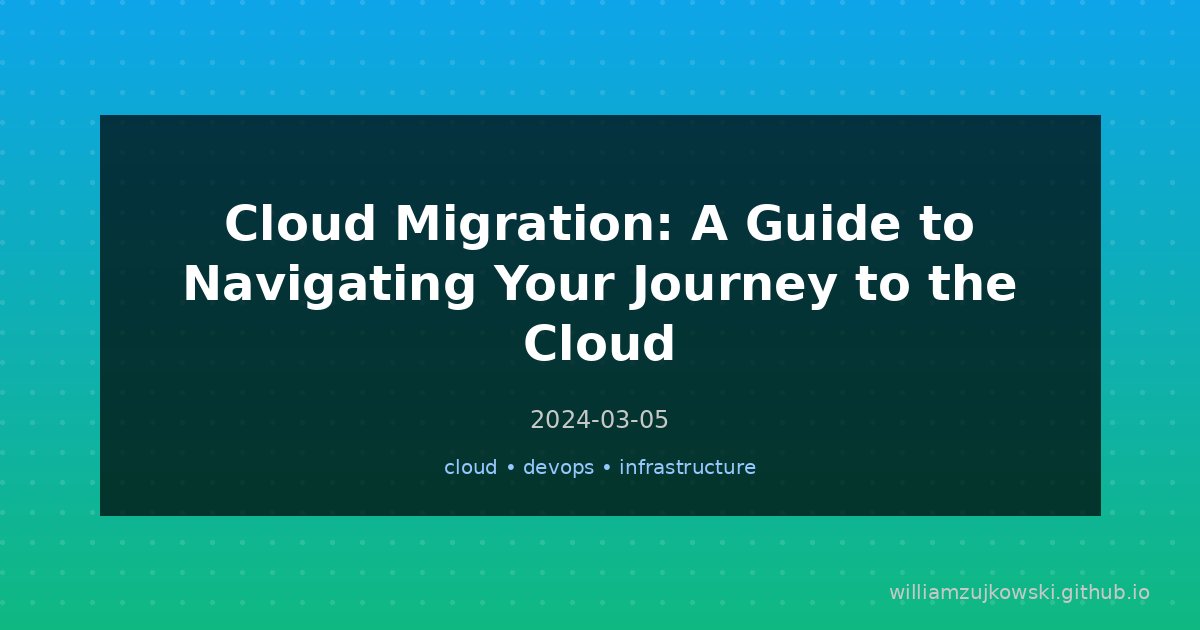 Cloud Migration: A Guide to
Navigating Your Journey to the
Cloud
2024-03-05
cloud • devops • infrastructure
williamzujkowski.github.io